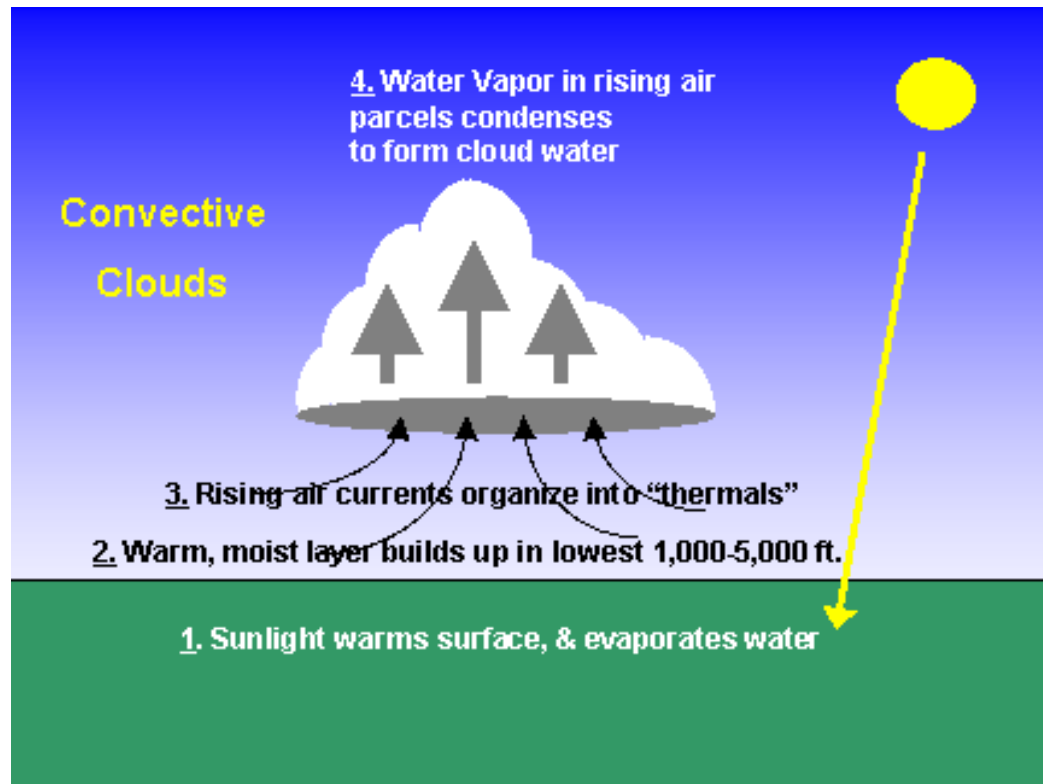 4. Water Vapor in rising air
parcels condenses
to form cloud water
Convective
Clouds
3. Rising air currents organize into “thermals”
2. Warm, moist layer builds up in lowest 1,000-5,000 ft.
1. Sunlight warms surface, & evaporates water